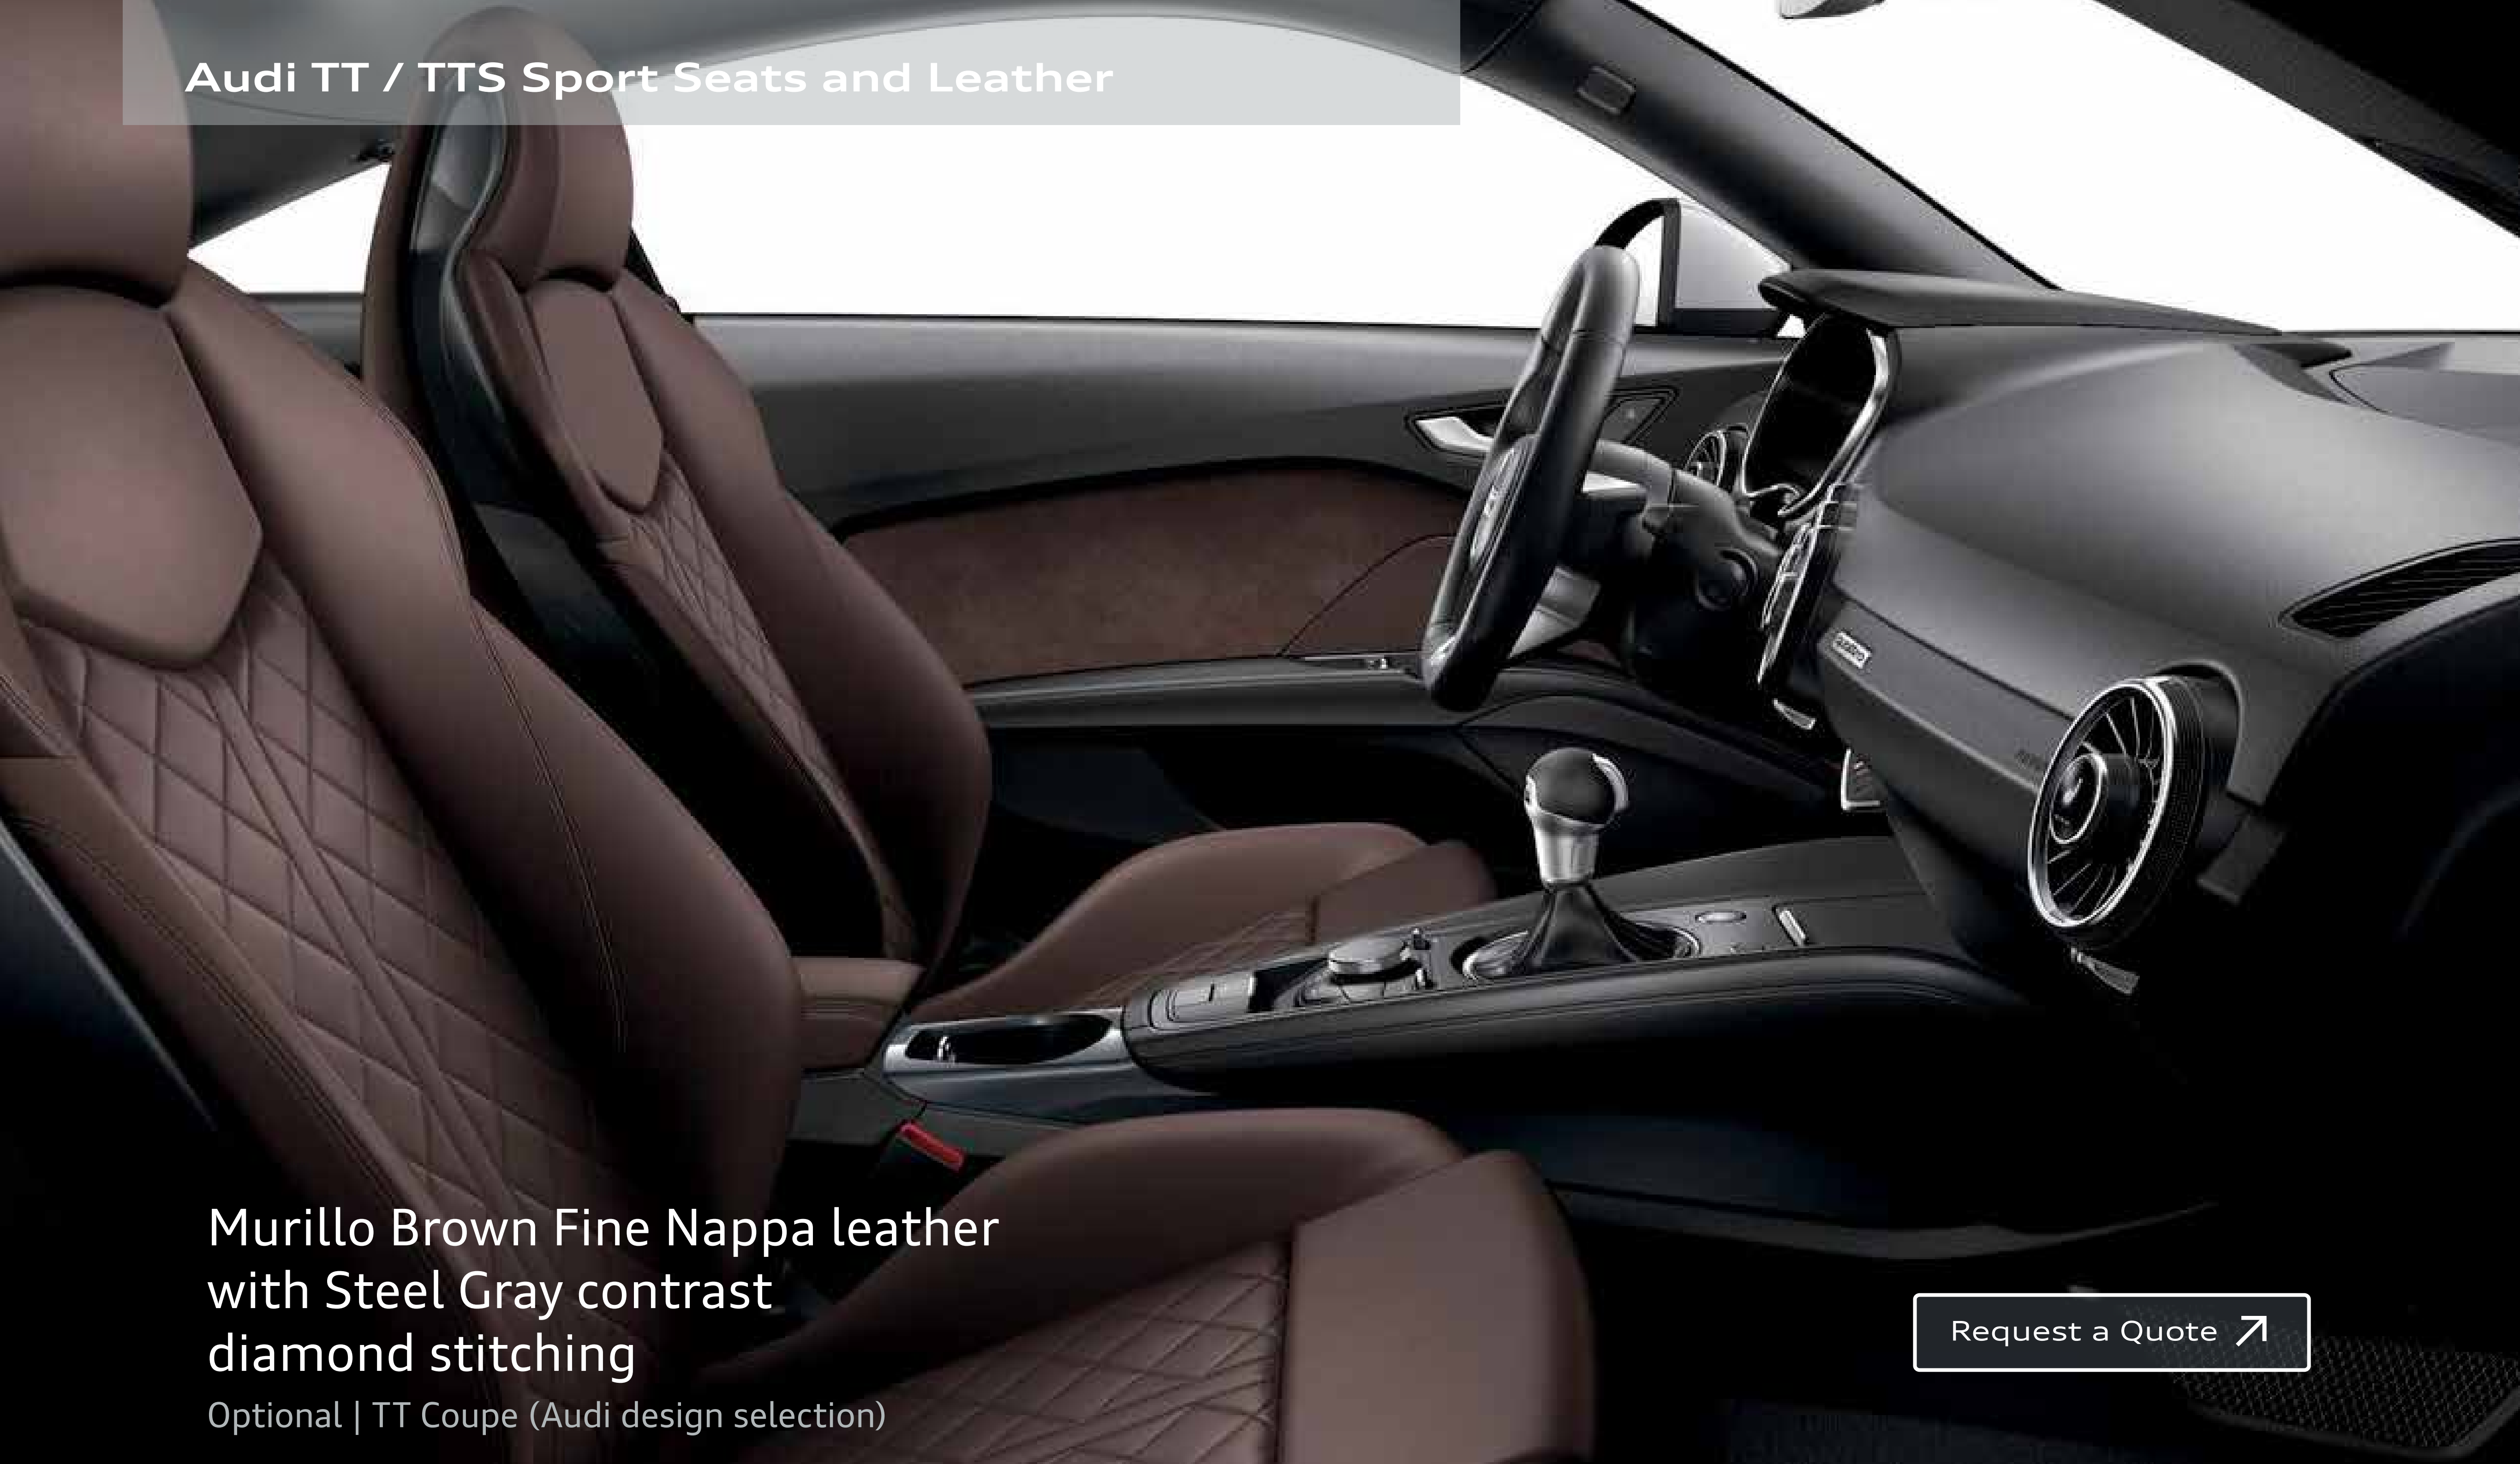 Audi TT / TTS Sport Seats and Leather
quattro
Murillo Brown Fine Nappa leather
with Steel Gray contrast
diamond stitching
Optional | TT Coupe (Audi design selection)
Request a Quote